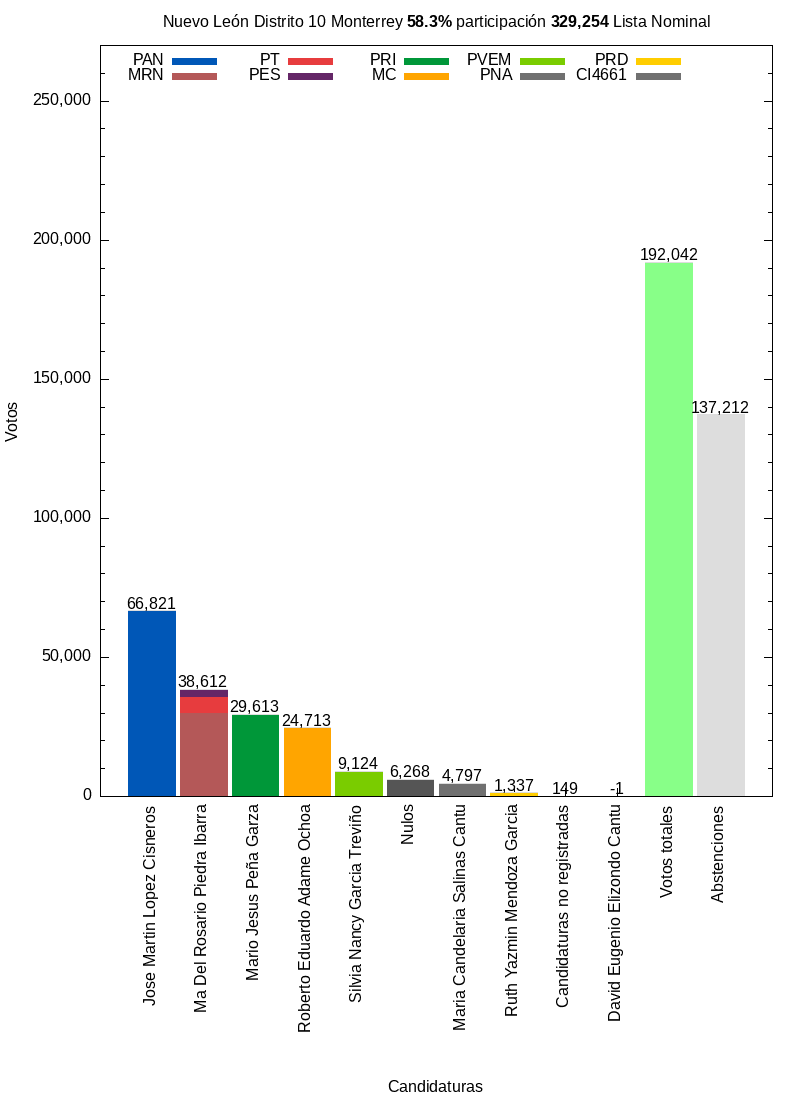 Nuevo León Distrito 10 Monterrey 58.3% participación 329,254 Lista Nominal
PAN PT PRI PVEM PRD
MRN PES MC PNA CI4661
250,000
200,000
150,000
100,000
50,000
0
Votos
66,821
38,612
29,613
24,713
9,124
6,268
4,797
1,337
149
-1
192,042
137,212
Jose Martin Lopez Cisneros
Ma Del Rosario Piedra Ibarra
Mario Jesus Peña Garza
Roberto Eduardo Adame Ochoa
Silvia Nancy Garcia Treviño
Nulos
Maria Candelaria Salinas Cantu
Ruth Yazmin Mendoza Garcia
Candidaturas no registradas
David Eugenio Elizondo Cantu
Votos totales
Abstenciones
Candidaturas